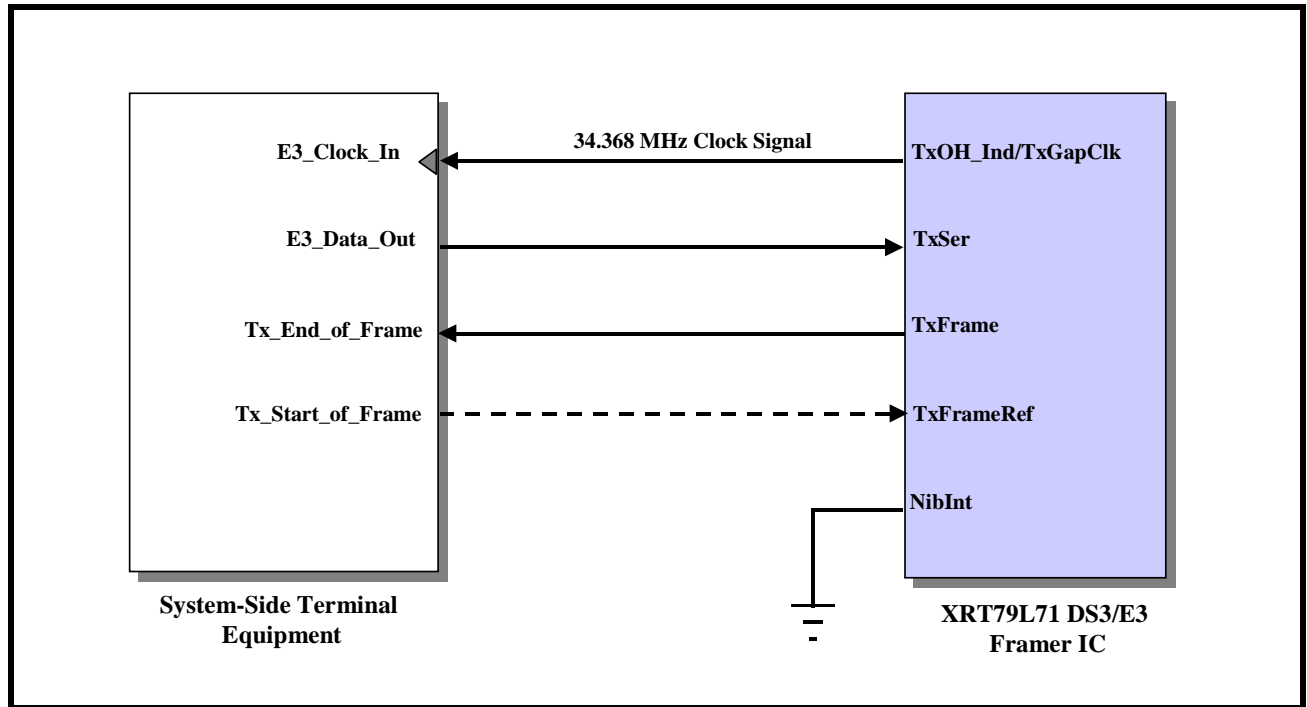 34.368 MHz Clock Signal
E3_Clock_In
TxOH_Ind/TxGapClk
E3_Data_Out
TxSer
Tx_End_of_Frame
TxFrame
Tx_Start_of_Frame
TxFrameRef
NibInt
System-Side Terminal
Equipment
XRT79L71 DS3/E3
Framer IC